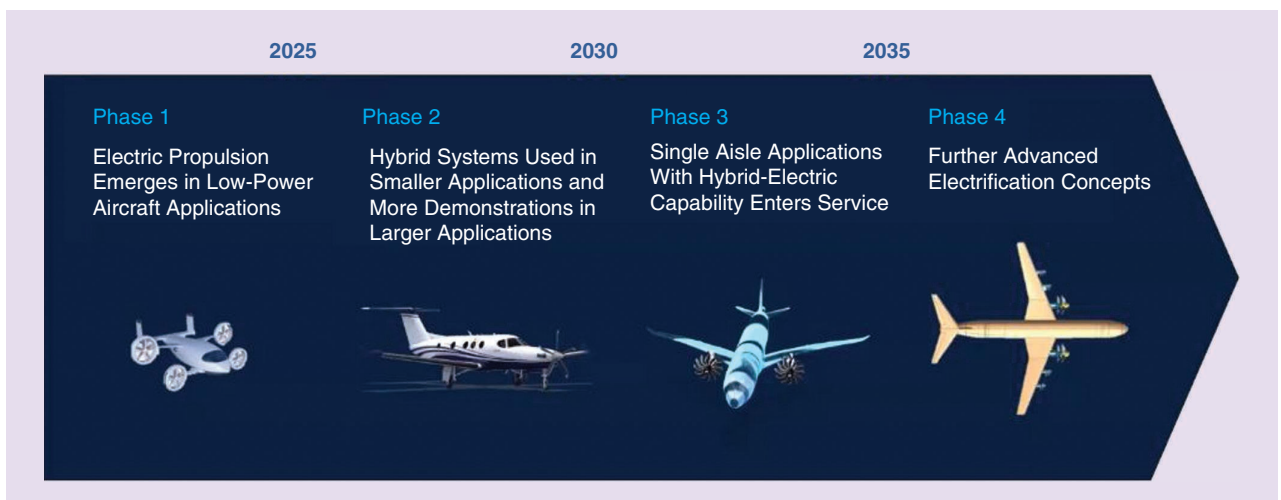 2025
2030
2035
Phase 1
Electric Propulsion
Emerges in Low-Power
Aircraft Applications
Phase 2
Hybrid Systems Used in
Smaller Applications and
More Demonstrations in
Larger Applications
Phase 3
Single Aisle Applications
With Hybrid-Electric
Capability Enters Service
Phase 4
Further Advanced
Electrification Concepts